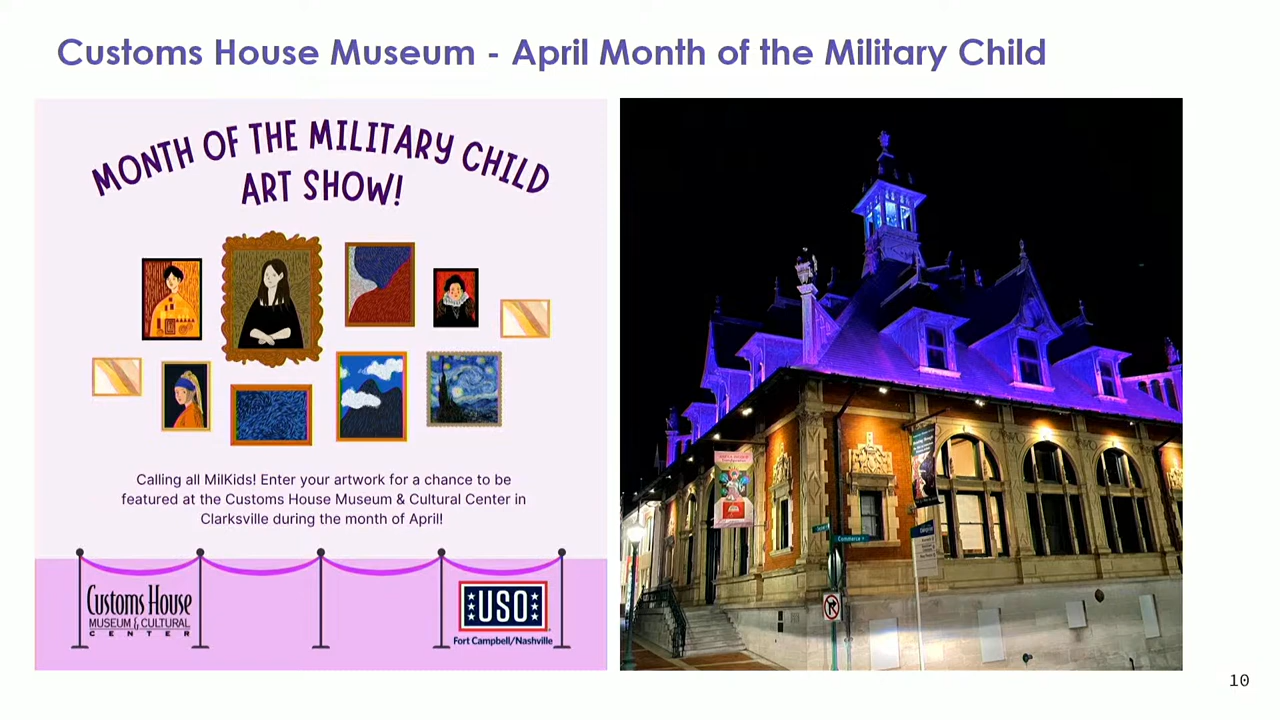 Customs House Museum - April Month of the Military Child
MONTH OF THE MILITARY CHILD
ART SHOW!
Calling all MilKids! Enter your artwork for a chance to be
featured at the Customs House Museum & Cultural Center in
Clarksville during the month of April!
Customs House
MUSEUM & CULTURAL
CENTER
USO
Fort Campbell/Nashville
Commerce
10